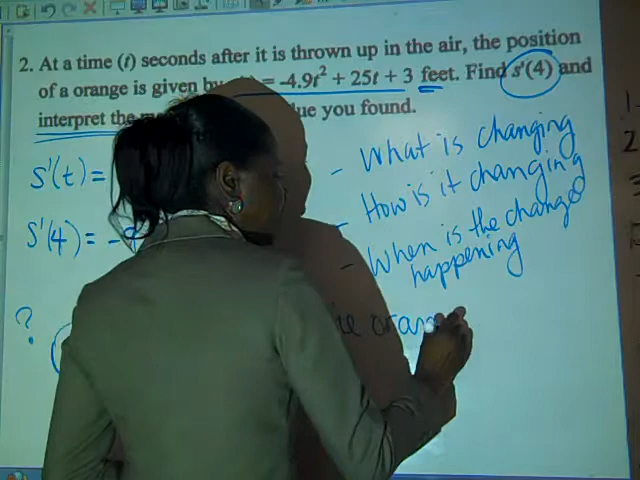 2. At a time (t) seconds after it is thrown up in the air, the position
of a orange is given = -4.9t² + 25t + 3 feet. Find s'(4) and
interpret the you found.
s'(t) =
- What is changing
- How is it changing
s'(4) = -
- When is the change
happening
?